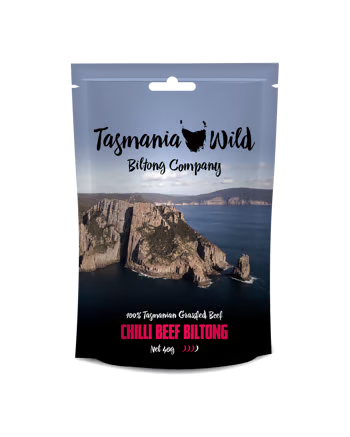 Tasmania Wild
Biltong Company
100% Tasmanian Grassfed Beef
CHILLI BEEF BILTONG
Net 40g